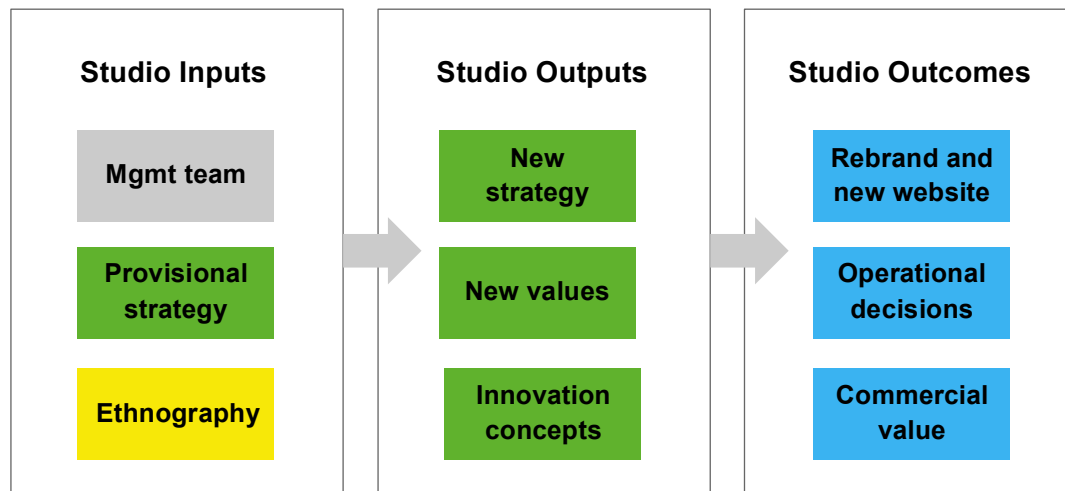 Studio Inputs
Mgmt team
Provisional
strategy
Ethnography
Studio Outputs
New
strategy
New values
Innovation
concepts
Studio Outcomes
Rebrand and
new website
Operational
decisions
Commercial
value